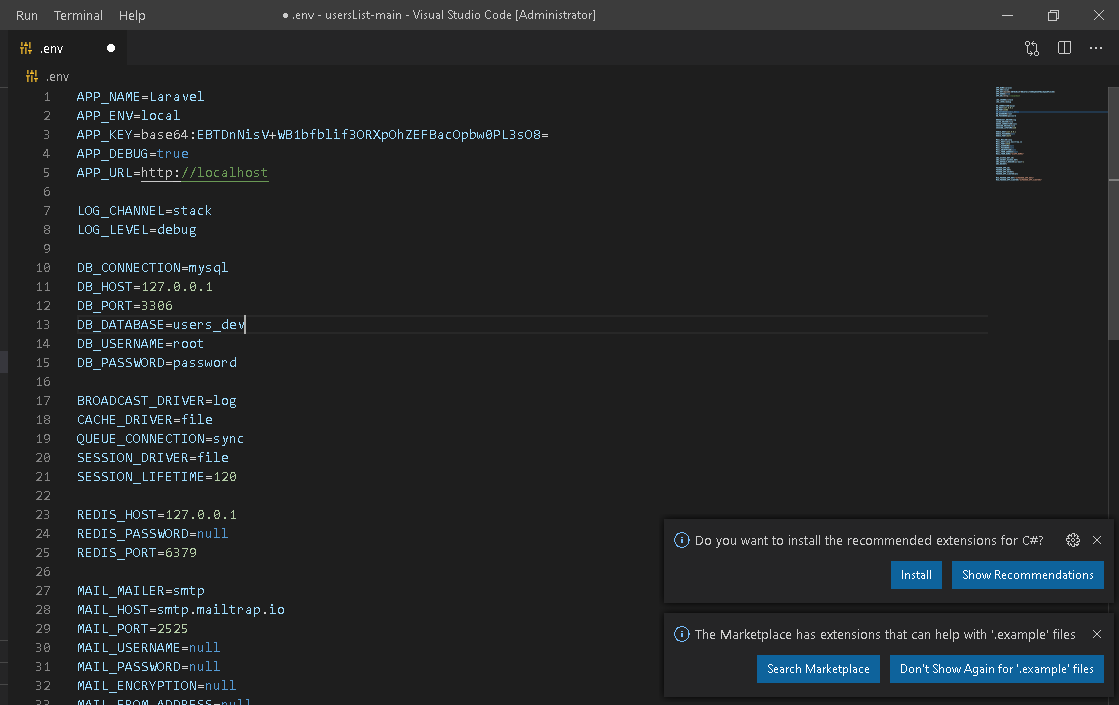 Run Terminal Help
● .env - usersList-main - Visual Studio Code [Administrator]
.env
.env
1 APP_NAME=Laravel
2 APP_ENV=local
3 APP_KEY=base64:EBTDnNisV+WB1bfblif3ORXpOhZEFBacOpbw0PL3sO8=
4 APP_DEBUG=true
5 APP_URL=http://localhost
6
7 LOG_CHANNEL=stack
8 LOG_LEVEL=debug
9
10 DB_CONNECTION=mysql
11 DB_HOST=127.0.0.1
12 DB_PORT=3306
13 DB_DATABASE=users_dev
14 DB_USERNAME=root
15 DB_PASSWORD=password
16
17 BROADCAST_DRIVER=log
18 CACHE_DRIVER=file
19 QUEUE_CONNECTION=sync
20 SESSION_DRIVER=file
21 SESSION_LIFETIME=120
22
23 REDIS_HOST=127.0.0.1
24 REDIS_PASSWORD=null
25 REDIS_PORT=6379
26
27 MAIL_MAILER=smtp
28 MAIL_HOST=smtp.mailtrap.io
29 MAIL_PORT=2525
30 MAIL_USERNAME=null
31 MAIL_PASSWORD=null
32 MAIL_ENCRYPTION=null
33 MAIL_FROM_ADDRESS=null
Do you want to install the recommended extensions for C#?
Install Show Recommendations
The Marketplace has extensions that can help with '.example' files
Search Marketplace Don't Show Again for '.example' files